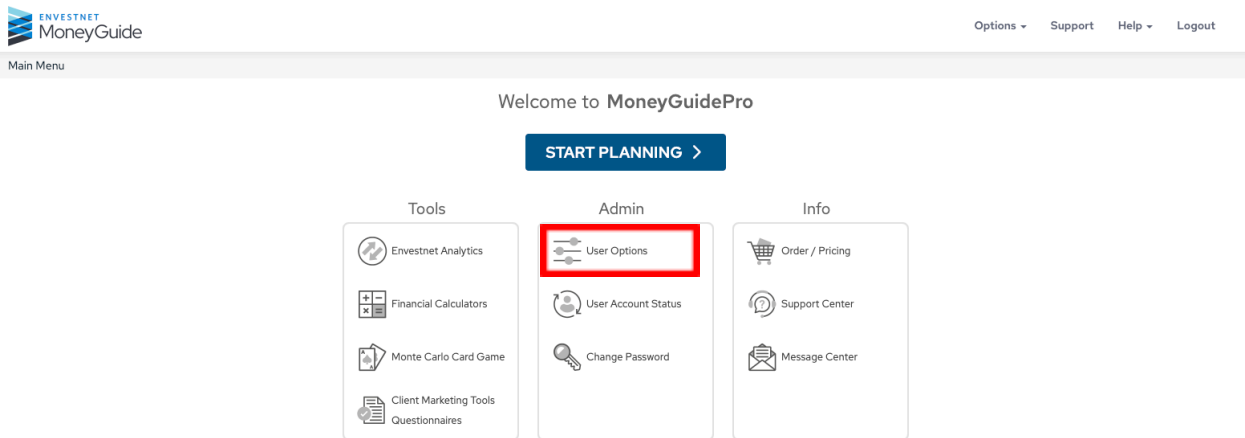 ENVESTNET
MoneyGuide
Options
Support
Help
Logout
Main Menu
Welcome to MoneyGuidePro
START PLANNING
Tools
Envestnet Analytics
Financial Calculators
Monte Carlo Card Game
Client Marketing Tools
Questionnaires
Admin
User Options
User Account Status
Change Password
Info
Order / Pricing
Support Center
Message Center